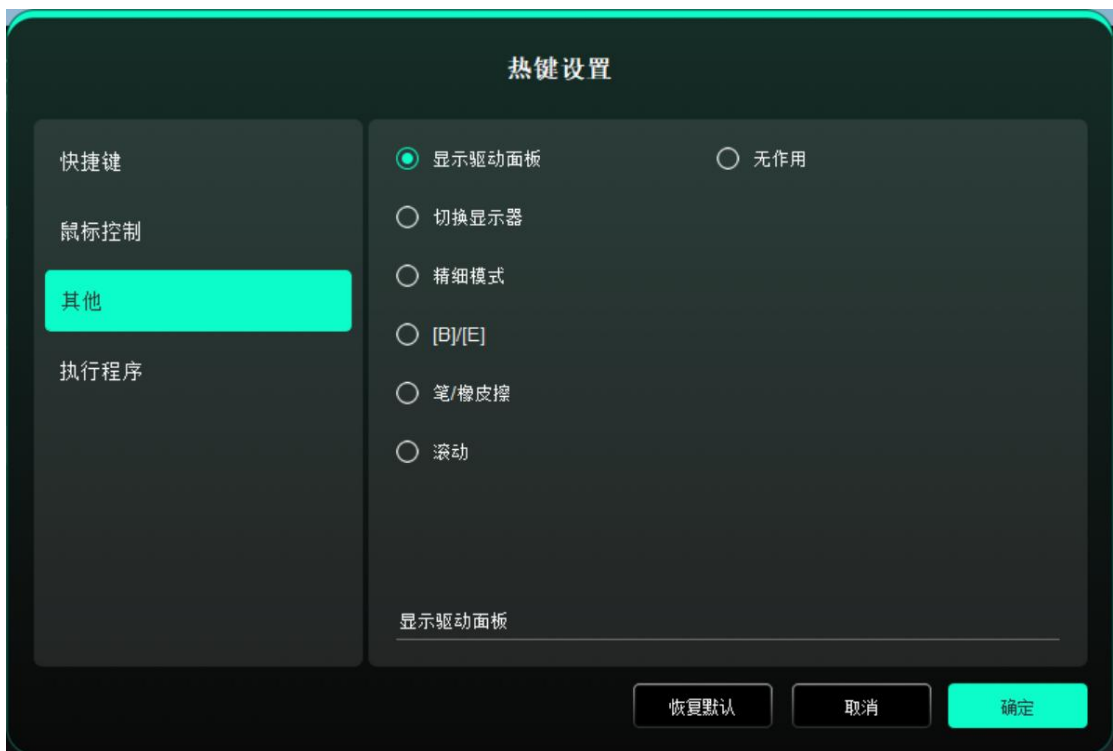 热键设置
快捷键
鼠标控制
其他
执行程序
显示驱动面板
无作用
切换显示器
精细模式
[B]/[E]
笔/橡皮擦
滚动
显示驱动面板
恢复默认
取消
确定